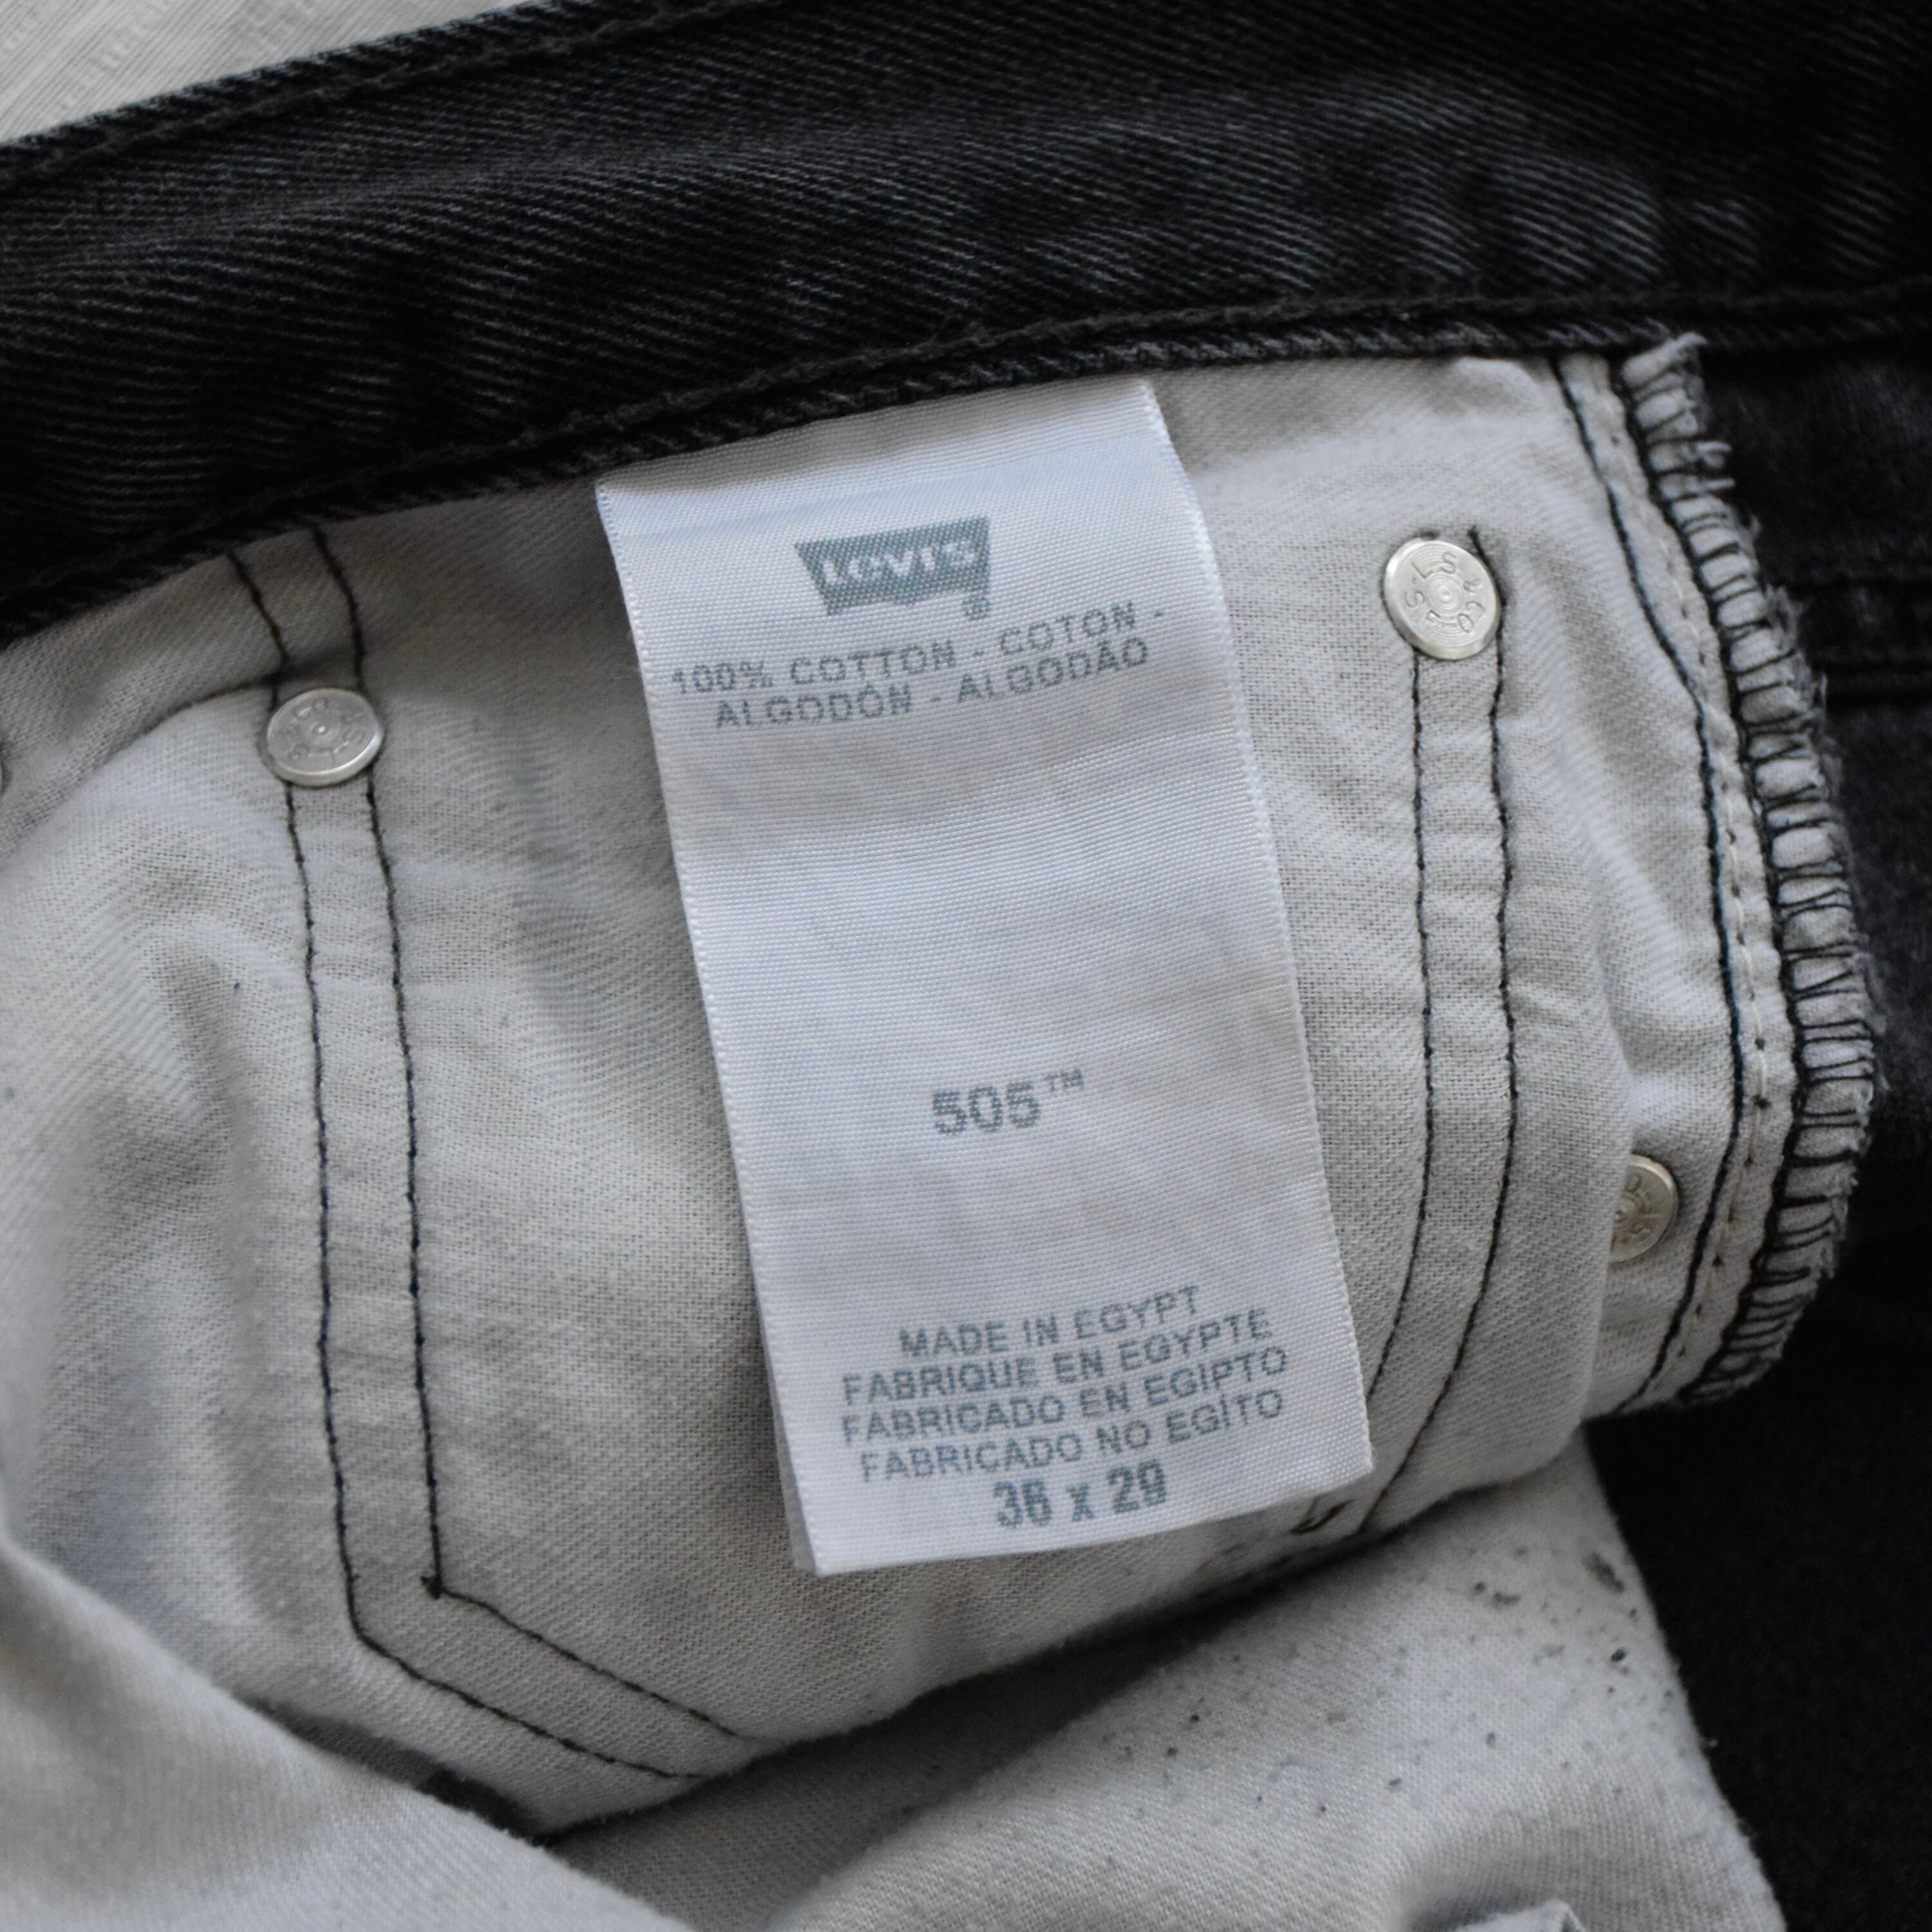 Levi's
®
100% COTTON - COTON -
ALGODÓN - ALGODÃO
505™
MADE IN EGYPT
FABRIQUE EN EGYPTE
FABRICADO EN EGIPTO
FABRICADO NO EGÍTO
36 x 29
L.S. & CO. S.F.